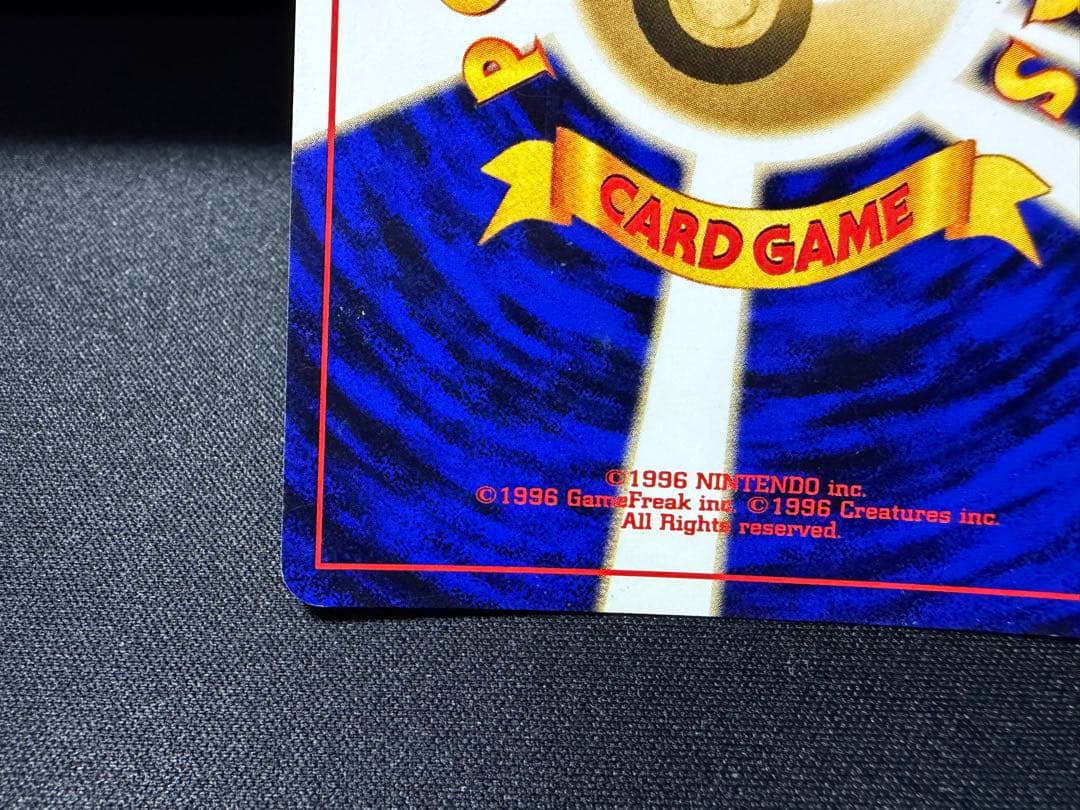 P
S
CARD GAME
©1996 NINTENDO inc.
©1996 GameFreak inc. ©1996 Creatures inc.
All Rights reserved.